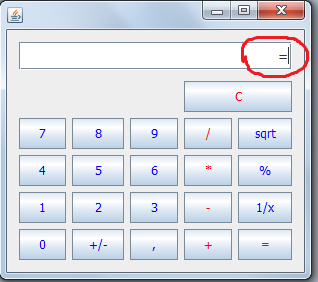 =
C
7 8 9 / sqrt
4 5 6 * %
1 2 3 - 1/x
0 +/- , + =